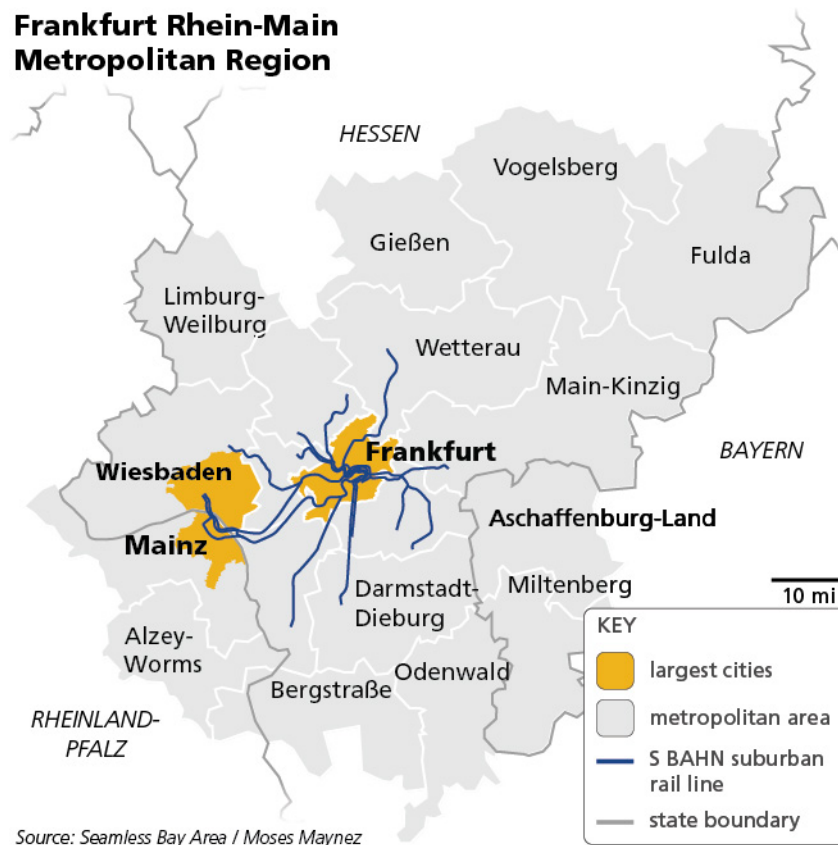 Frankfurt Rhein-Main
Metropolitan Region
HESSEN
Vogelsberg
Gießen
Fulda
Limburg-
Weilburg
Wetterau
Main-Kinzig
Frankfurt
BAYERN
Wiesbaden
Aschaffenburg-Land
Mainz
Miltenberg
10 mi
Darmstadt-
Dieburg
Alzey-
Worms
Odenwald
Bergstraße
RHEINLAND-
PFALZ
KEY
largest cities
metropolitan area
S BAHN suburban
rail line
state boundary
Source: Seamless Bay Area / Moses Maynez